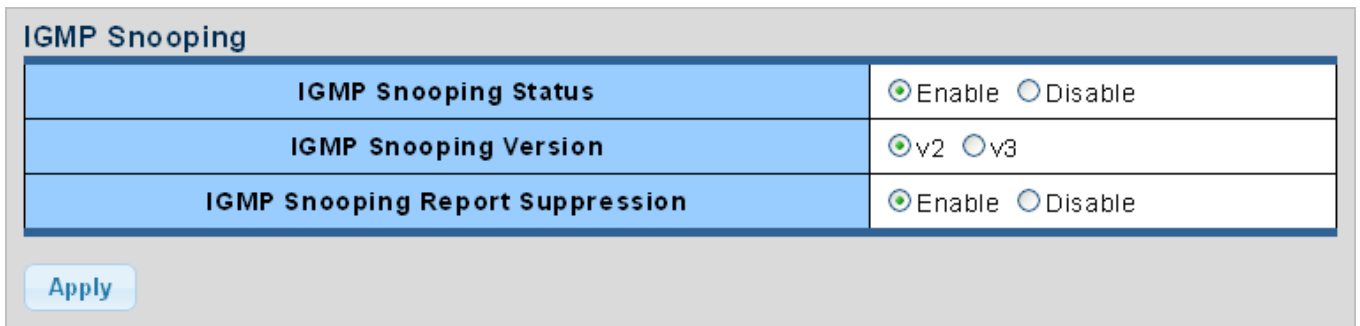 IGMP Snooping
IGMP Snooping Status Enable Disable
IGMP Snooping Version v2 v3
IGMP Snooping Report Suppression Enable Disable
Apply